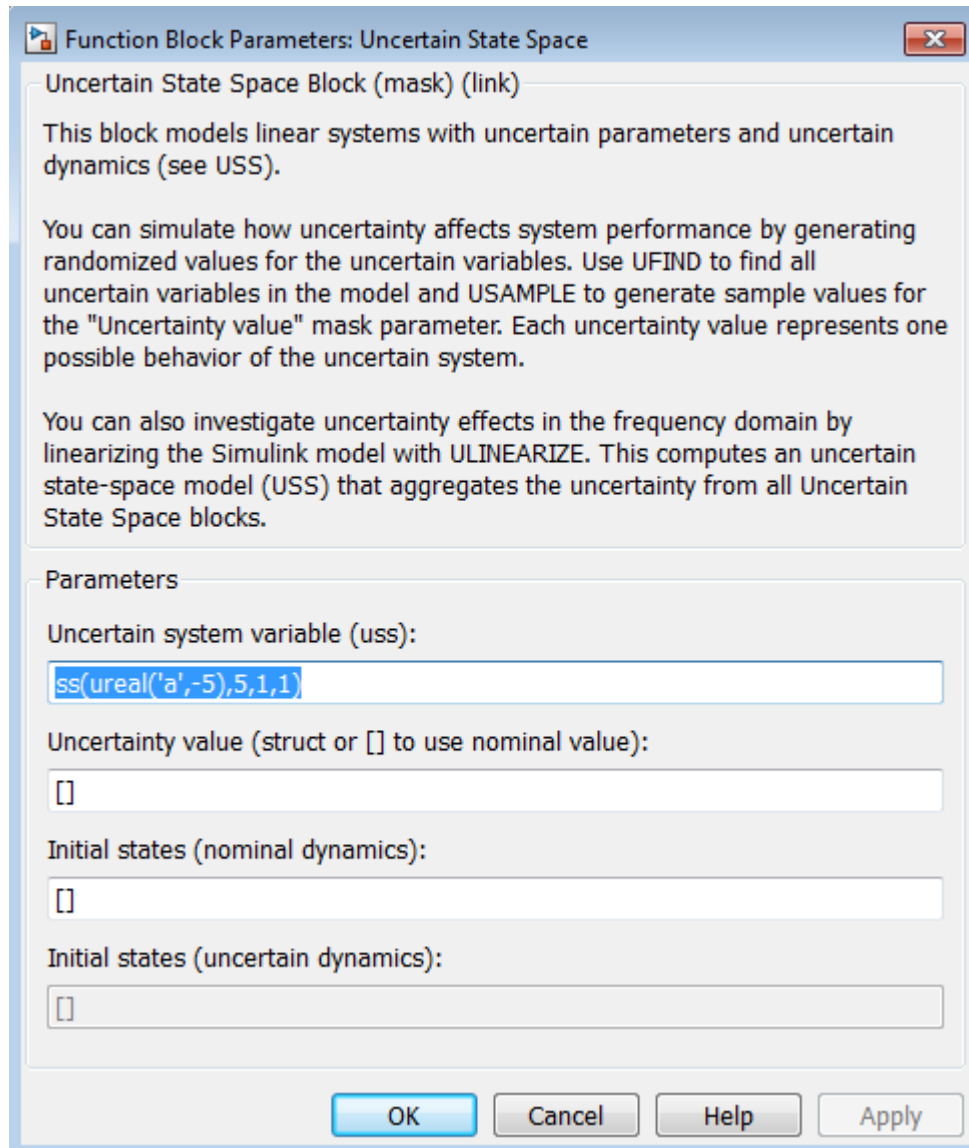 Function Block Parameters: Uncertain State Space
Uncertain State Space Block (mask) (link)
This block models linear systems with uncertain parameters and uncertain
dynamics (see USS).
You can simulate how uncertainty affects system performance by generating
randomized values for the uncertain variables. Use UFIND to find all
uncertain variables in the model and USAMPLE to generate sample values for
the "Uncertainty value" mask parameter. Each uncertainty value represents one
possible behavior of the uncertain system.
You can also investigate uncertainty effects in the frequency domain by
linearizing the Simulink model with ULINEARIZE. This computes an uncertain
state-space model (USS) that aggregates the uncertainty from all Uncertain
State Space blocks.
Parameters
Uncertain system variable (uss):
ss(ureal('a',-5),5,1,1)
Uncertainty value (struct or [] to use nominal value):
[]
Initial states (nominal dynamics):
[]
Initial states (uncertain dynamics):
[]
OK Cancel Help Apply